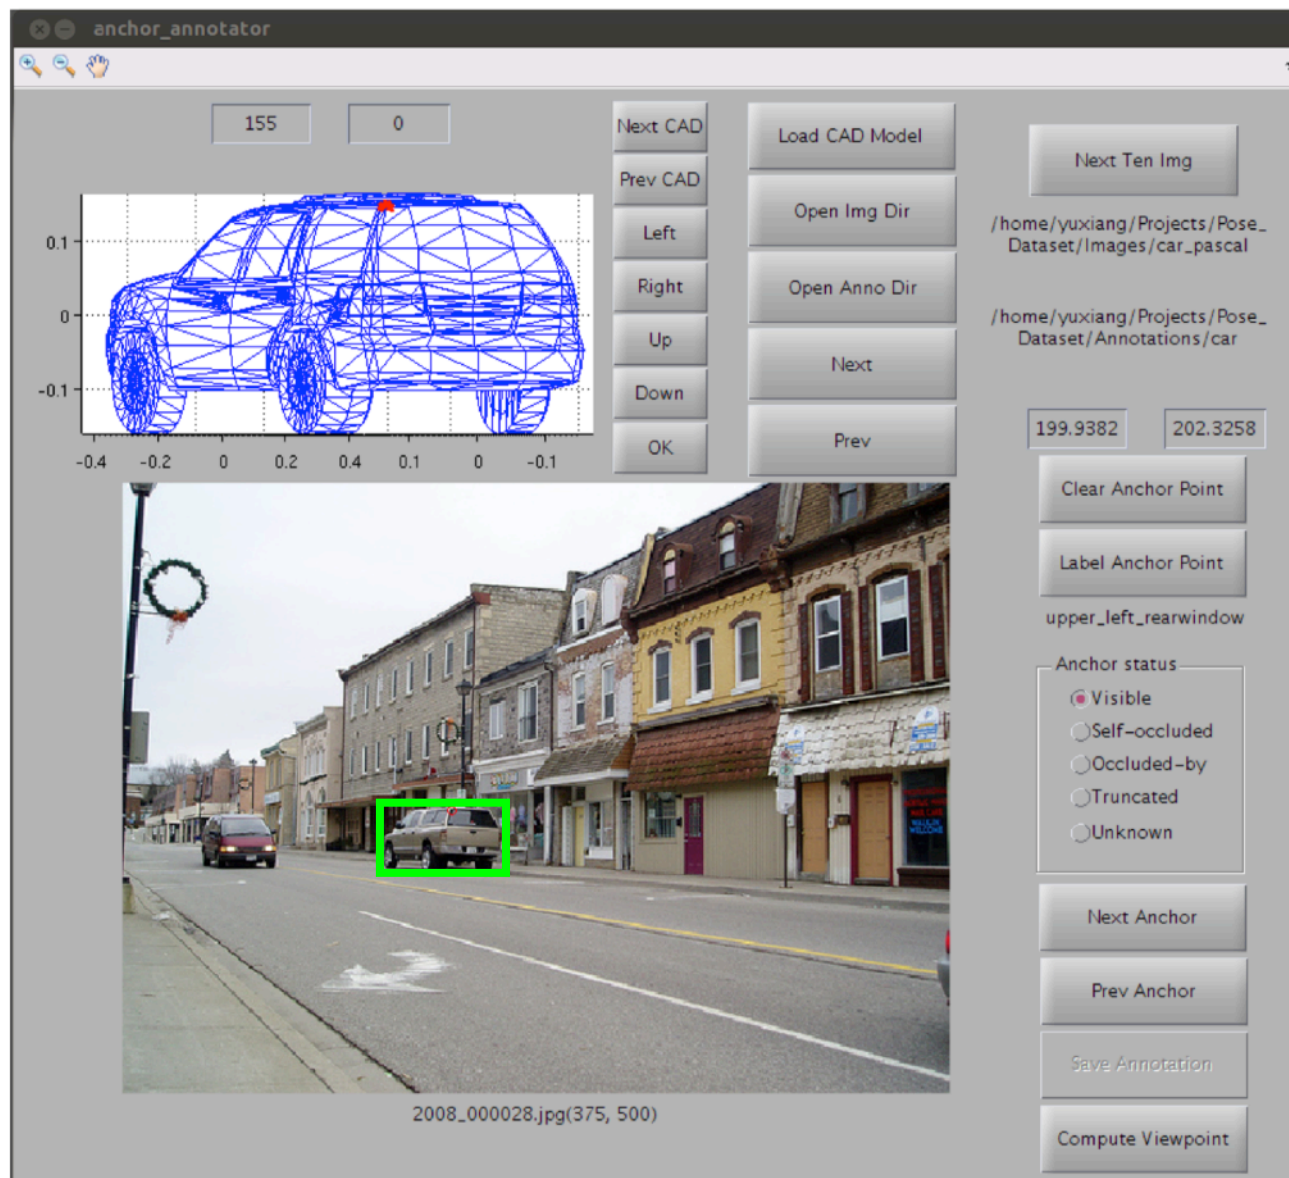 anchor_annotator
155
0
Next CAD
Prev CAD
Left
Right
Up
Down
OK
Load CAD Model
Open Img Dir
Open Anno Dir
Next
Prev
Next Ten Img
/home/yuxiang/Projects/Pose_
Dataset/Images/car_pascal
/home/yuxiang/Projects/Pose_
Dataset/Annotations/car
0.1
0
-0.1
-0.4
-0.2
0
0.2
0.4
0.1
0
-0.1
199.9382
202.3258
Clear Anchor Point
Label Anchor Point
upper_left_rearwindow
Anchor status
Visible
Self-occluded
Occluded-by
Truncated
Unknown
Next Anchor
Prev Anchor
Save Annotation
Compute Viewpoint
2008_000028.jpg(375, 500)